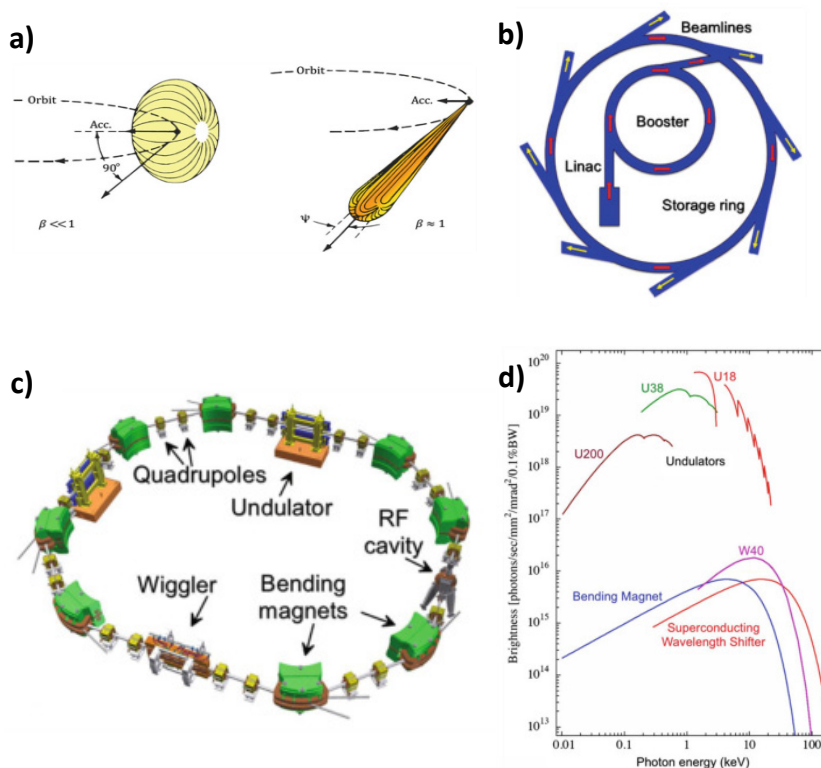 a)
Orbit
Acc.
90°
β << 1
Orbit
Acc.
Ψ
β ≈ 1
b)
Beamlines
Booster
Linac
Storage ring
c)
Quadrupoles
Undulator
RF
cavity
Wiggler
Bending
magnets
d)
Brightness [photons/sec/mm²/mrad²/0.1%BW]
10²⁰
10¹⁹
10¹⁸
10¹⁷
10¹⁶
10¹⁵
10¹⁴
10¹³
U18
U38
U200
Undulators
W40
Bending Magnet
Superconducting
Wavelength Shifter
0.01
0.1
1
10
100
Photon energy (keV)